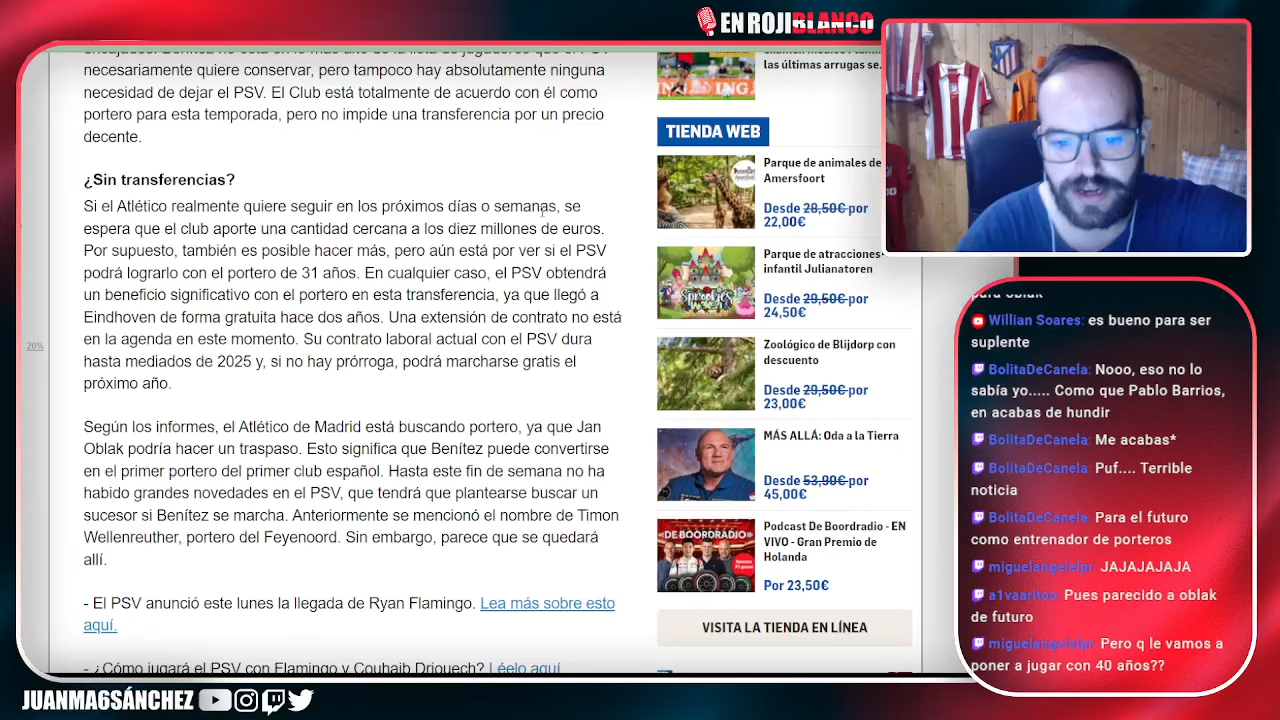 EN ROJIBLANCO
necesariamente quiere conservar, pero tampoco hay absolutamente ninguna
necesidad de dejar el PSV. El Club está totalmente de acuerdo con él como
portero para esta temporada, pero no impide una transferencia por un precio
decente.
¿Sin transferencias?
Si el Atlético realmente quiere seguir en los próximos días o semanas, se
espera que el club aporte una cantidad cercana a los diez millones de euros.
Por supuesto, también es posible hacer más, pero aún está por ver si el PSV
podrá lograrlo con el portero de 31 años. En cualquier caso, el PSV obtendrá
un beneficio significativo con el portero en esta transferencia, ya que llegó a
Eindhoven de forma gratuita hace dos años. Una extensión de contrato no está
en la agenda en este momento. Su contrato laboral actual con el PSV dura
hasta mediados de 2025 y, si no hay prórroga, podrá marcharse gratis el
próximo año.
20%
Según los informes, el Atlético de Madrid está buscando portero, ya que Jan
Oblak podría hacer un traspaso. Esto significa que Benítez puede convertirse
en el primer portero del primer club español. Hasta este fin de semana no ha
habido grandes novedades en el PSV, que tendrá que plantearse buscar un
sucesor si Benítez se marcha. Anteriormente se mencionó el nombre de Timon
Wellenreuther, portero del Feyenoord. Sin embargo, parece que se quedará
allí.
- El PSV anunció este lunes la llegada de Ryan Flamingo. Lea más sobre esto
aquí.
- ¿Cómo jugará el PSV con Flamingo y Couhaib Driouech? Léelo aquí
las últimas arrugas se.
ING
TIENDA WEB
Parque de animales de
Amersfoort
Desde 28,50€ por
22,00€
Parque de atracciones
infantil Julianatoren
Sprookjes
Desde 29,50€ por
24,50€
Zoológico de Blijdorp con
descuento
Desde 29,50€ por
23,00€
MÁS ALLÁ: Oda a la Tierra
Desde 53,90€ por
45,00€
DE BOORDRADIO
Podcast De Boordradio - EN
VIVO - Gran Premio de
Holanda
Por 23,50€
VISITA LA TIENDA EN LÍNEA
para Oblak
Willian Soares: es bueno para ser
suplente
BolitaDeCanela: Nooo, eso no lo
sabía yo..... Como que Pablo Barrios,
en acabas de hundir
BolitaDeCanela: Me acabas*
BolitaDeCanela: Puf.... Terrible
noticia
BolitaDeCanela: Para el futuro
como entrenador de porteros
miguelangelelpr: JAJAJAJAJA
a1vaaritoo: Pues parecido a oblak
de futuro
miguelangelelpr: Pero q le vamos a
poner a jugar con 40 años??
JUANMA6SÁNCHEZ